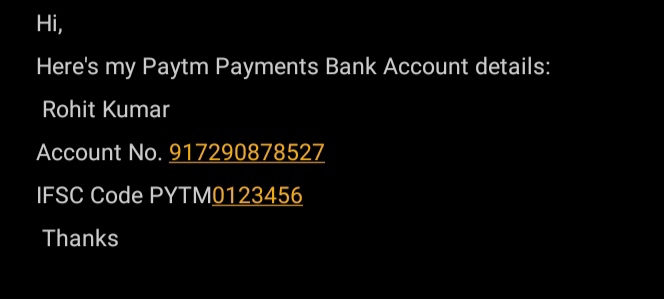 Hi,
Here's my Paytm Payments Bank Account details:
Rohit Kumar
Account No. 917290878527
IFSC Code PYTM0123456
Thanks